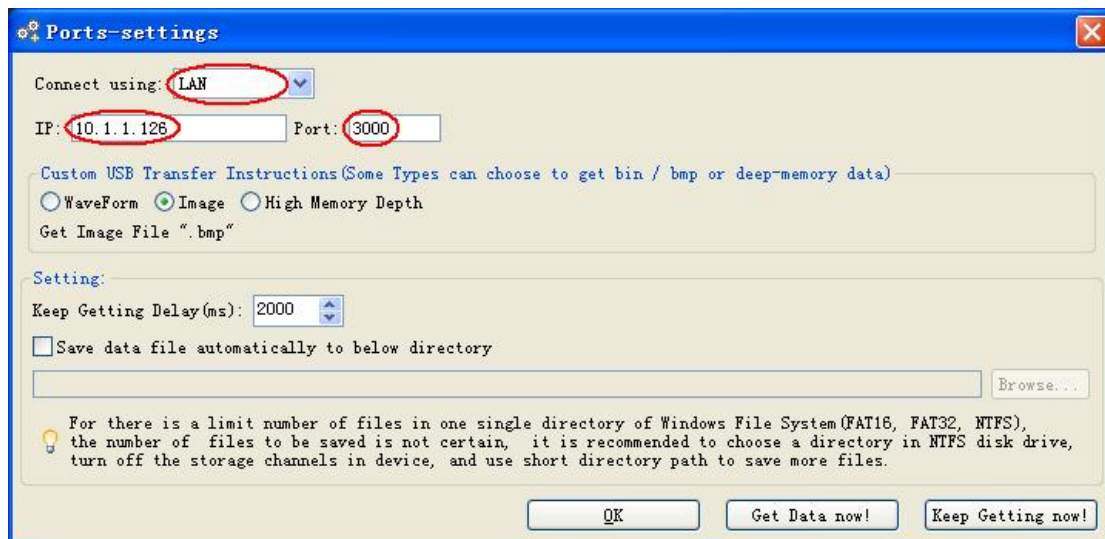 Ports-settings
Connect using: LAN
IP: 10.1.1.126 Port: 3000
Custom USB Transfer Instructions(Some Types can choose to get bin / bmp or deep-memory data)
WaveForm Image High Memory Depth
Get Image File ".bmp"
Setting:
Keep Getting Delay(ms): 2000
Save data file automatically to below directory
Browse...
For there is a limit number of files in one single directory of Windows File System(FAT16, FAT32, NTFS),
the number of files to be saved is not certain, it is recommended to choose a directory in NTFS disk drive,
turn off the storage channels in device, and use short directory path to save more files.
OK Get Data now! Keep Getting now!